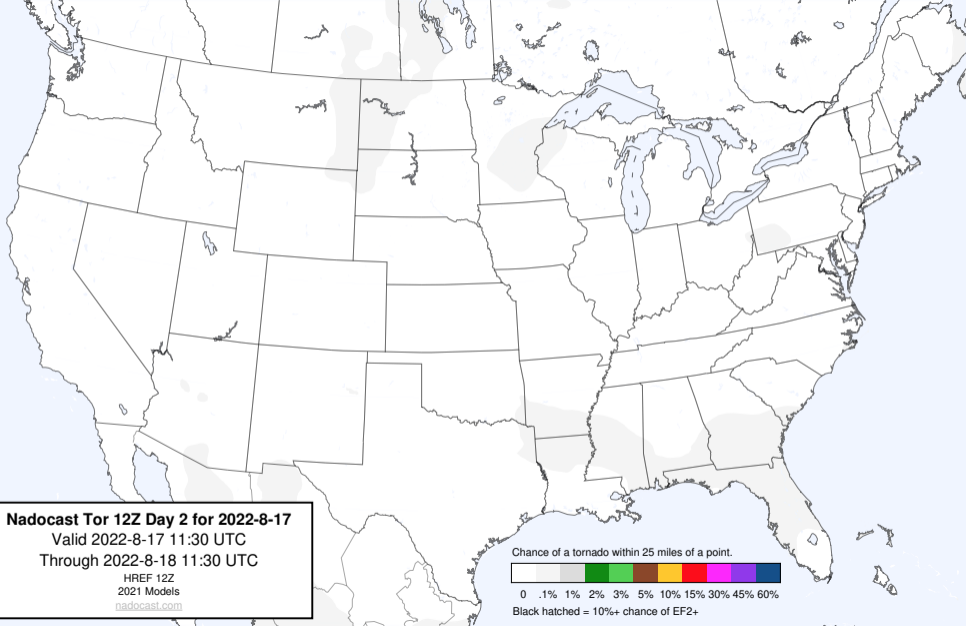 Nadocast Tor 12Z Day 2 for 2022-8-17
Valid 2022-8-17 11:30 UTC
Through 2022-8-18 11:30 UTC
HREF 12Z
2021 Models
nadocast.com
Chance of a tornado within 25 miles of a point.
0 .1% 1% 2% 3% 5% 10% 15% 30% 45% 60%
Black hatched = 10%+ chance of EF2+